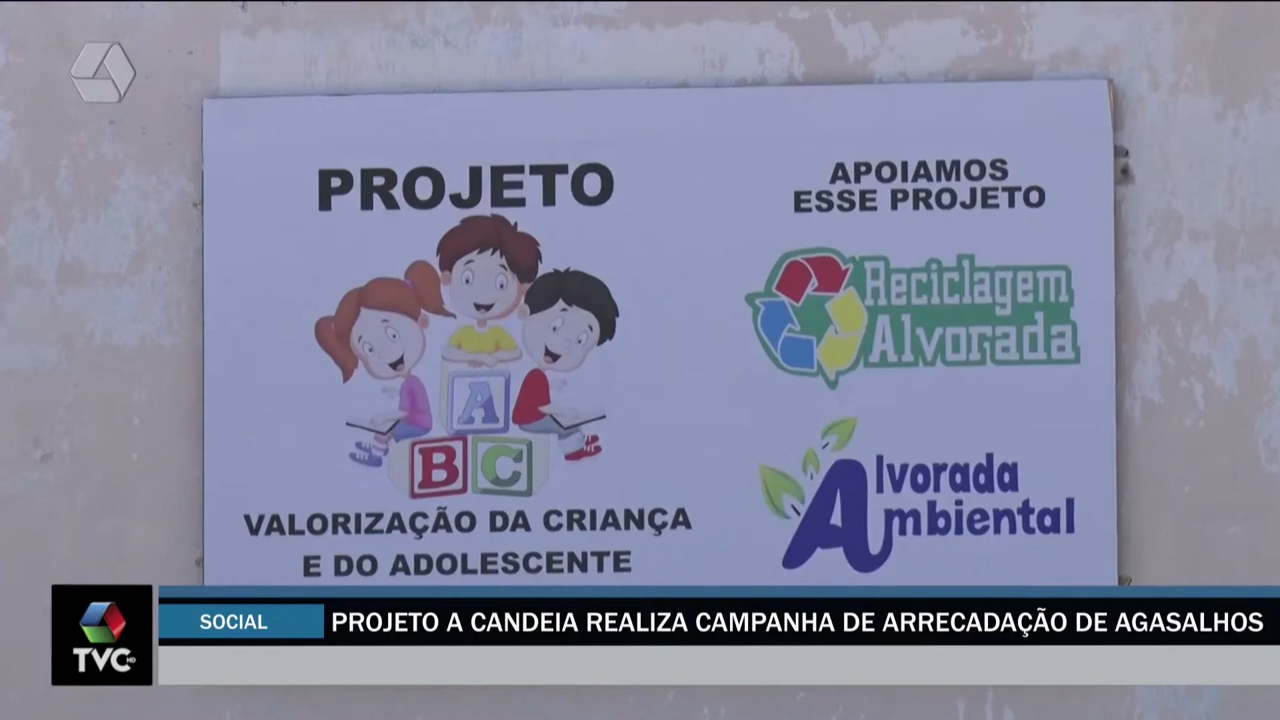 PROJETO
A
B C
VALORIZAÇÃO DA CRIANÇA
E DO ADOLESCENTE
APOIAMOS
ESSE PROJETO
Reciclagem
Alvorada
Alvorada
Ambiental
TVC HD
SOCIAL
PROJETO A CANDEIA REALIZA CAMPANHA DE ARRECADAÇÃO DE AGASALHOS